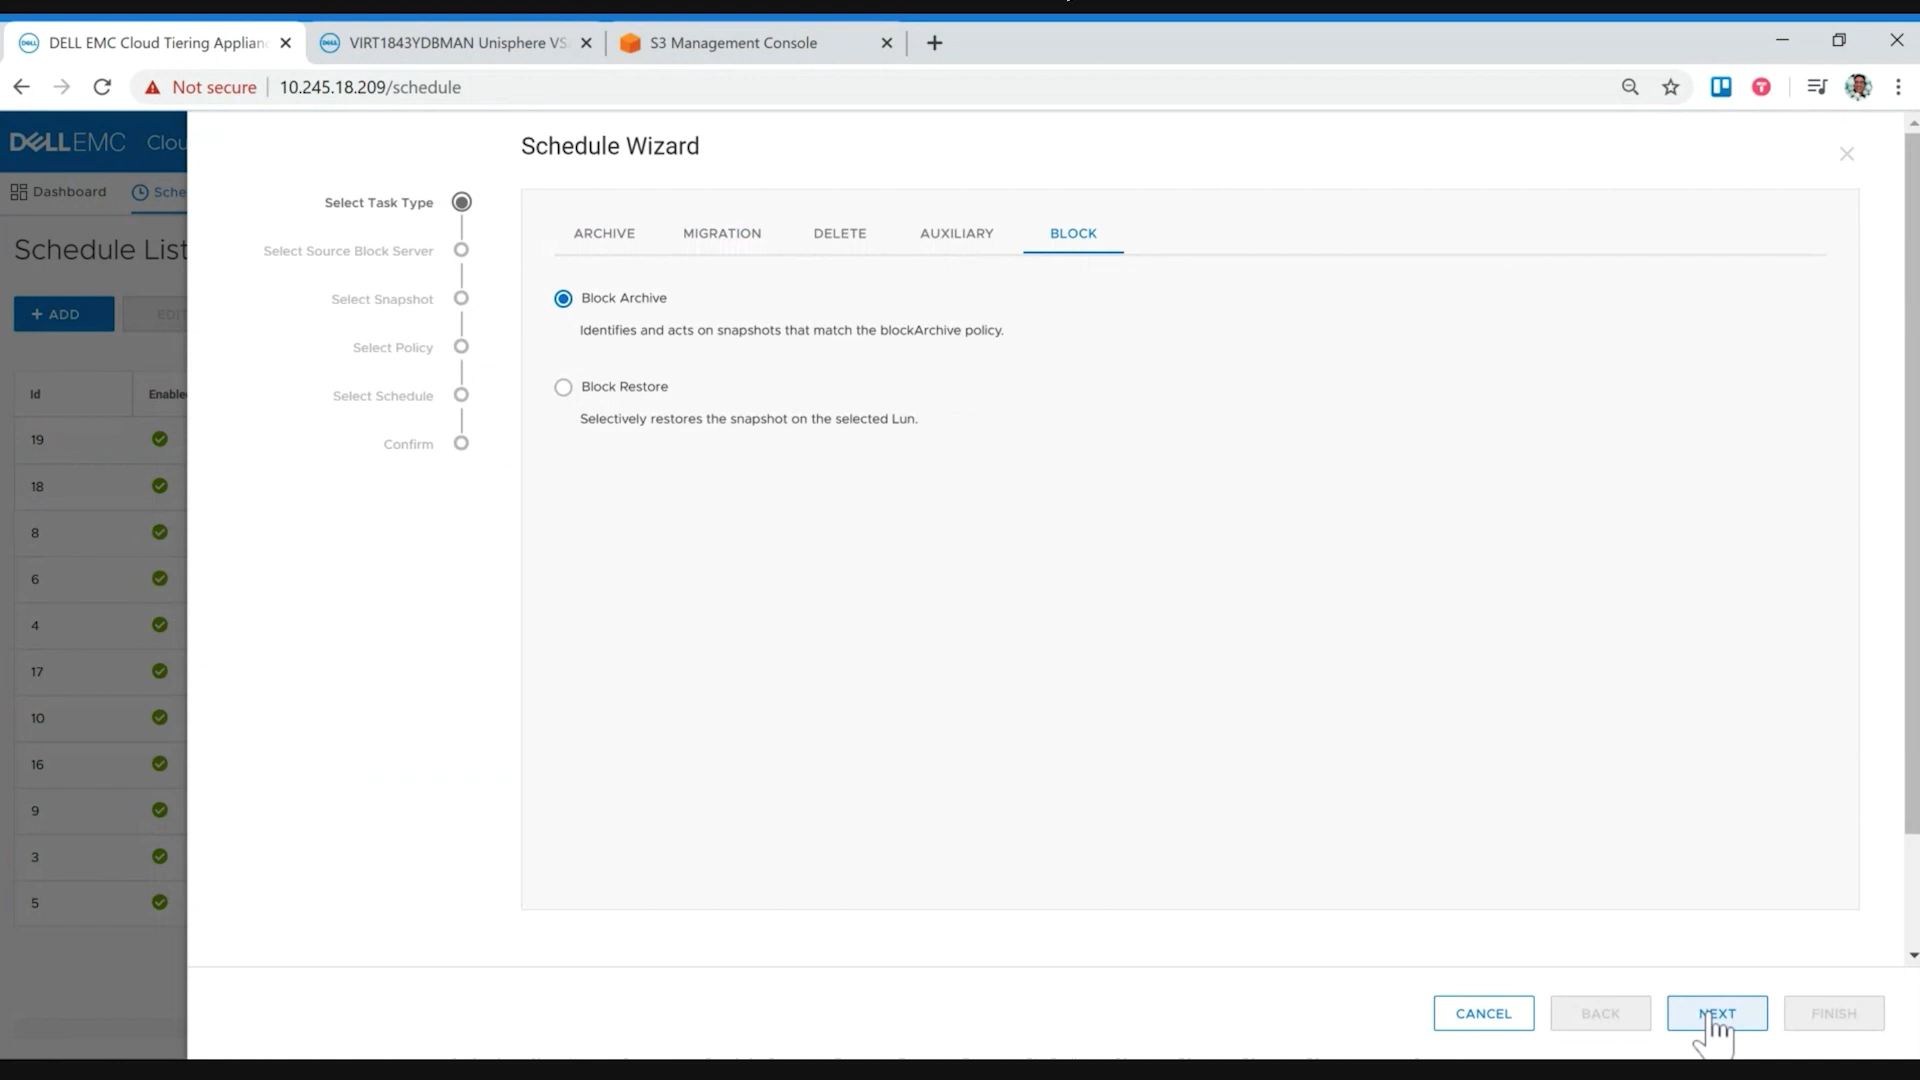 DELL EMC Cloud Tiering Applian
VIRT1843YDBMAN Unisphere VS
S3 Management Console
Not secure
10.245.18.209/schedule
DELLEMC Clou
Dashboard
Sche
Schedule List
+ ADD
EDIT
Id
Enable
19
18
8
6
4
17
10
16
9
3
5
Schedule Wizard
Select Task Type
Select Source Block Server
Select Snapshot
Select Policy
Select Schedule
Confirm
ARCHIVE
MIGRATION
DELETE
AUXILIARY
BLOCK
Block Archive
Identifies and acts on snapshots that match the blockArchive policy.
Block Restore
Selectively restores the snapshot on the selected Lun.
CANCEL
BACK
NEXT
FINISH